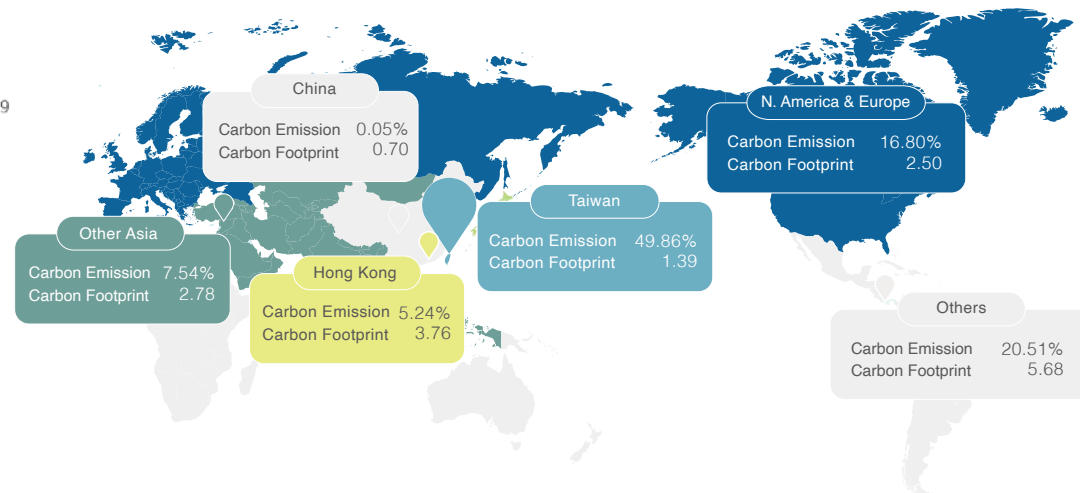 9
China
Carbon Emission 0.05%
Carbon Footprint 0.70
N. America & Europe
Carbon Emission 16.80%
Carbon Footprint 2.50
Taiwan
Carbon Emission 49.86%
Carbon Footprint 1.39
Other Asia
Carbon Emission 7.54%
Carbon Footprint 2.78
Hong Kong
Carbon Emission 5.24%
Carbon Footprint 3.76
Others
Carbon Emission 20.51%
Carbon Footprint 5.68